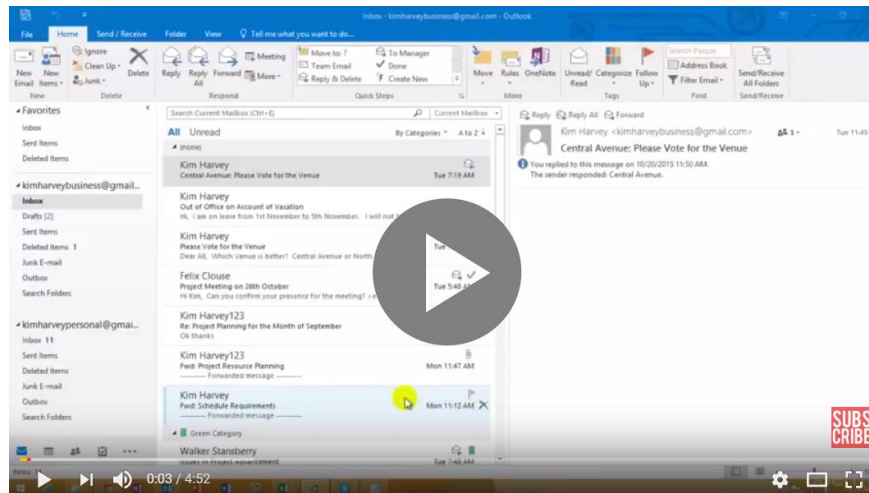 Inbox - kimharveybusiness@gmail.com - Outlook
File Home Send / Receive Folder View Tell me what you want to do...
New Email
New Items
Ignore
Clean Up
Junk
Delete
Reply
Reply All
Forward
Meeting
More
Move to: ?
Team Email
Reply & Delete
To Manager
Done
Create New
Move
Rules
OneNote
Unread/ Read
Categorize
Follow Up
Search People
Address Book
Filter Email
Send/Receive All Folders
New Delete Respond Quick Steps Move Tags Find Send/Receive
Favorites
Inbox
Sent Items
Deleted Items
kimharveybusiness@gmail...
Inbox
Drafts [2]
Sent Items
Deleted Items 1
Junk E-mail
Outbox
Search Folders
kimharveypersonal@gmai...
Inbox 11
Sent Items
Deleted Items
Junk E-mail
Outbox
Search Folders
Search Current Mailbox (Ctrl+E) Current Mailbox
All Unread By Categories A to Z
(none)
Kim Harvey
Central Avenue: Please Vote for the Venue Tue 7:19 AM
Kim Harvey
Out of Office on Account of Vacation
Hi, I am on leave from 1st November to 5th November. I will not
Kim Harvey
Please Vote for the Venue Tue
Dear All, Which Venue is better? Central Avenue or North
Felix Clouse
Project Meeting on 26th October Tue 5:48
Hi Kim, Can you confirm your presence for the meeting?
Kim Harvey123
Re: Project Planning for the Month of September
Ok thanks
Kim Harvey123
Fwd: Project Resource Planning Mon 11:47 AM
---------- Forwarded message ----------
Kim Harvey
Fwd: Schedule Requirements Mon 11:12 AM
---------- Forwarded message ----------
Green Category
Walker Stansberry
Issues in Project Advancement Tue 7:48 AM
Reply Reply All Forward
Kim Harvey <kimharveybusiness@gmail.com> 1 Tue 11:49
Central Avenue: Please Vote for the Venue
You replied to this message on 10/20/2015 11:50 AM.
The sender responded: Central Avenue.
SUBS
CRIBE
0:03 / 4:52